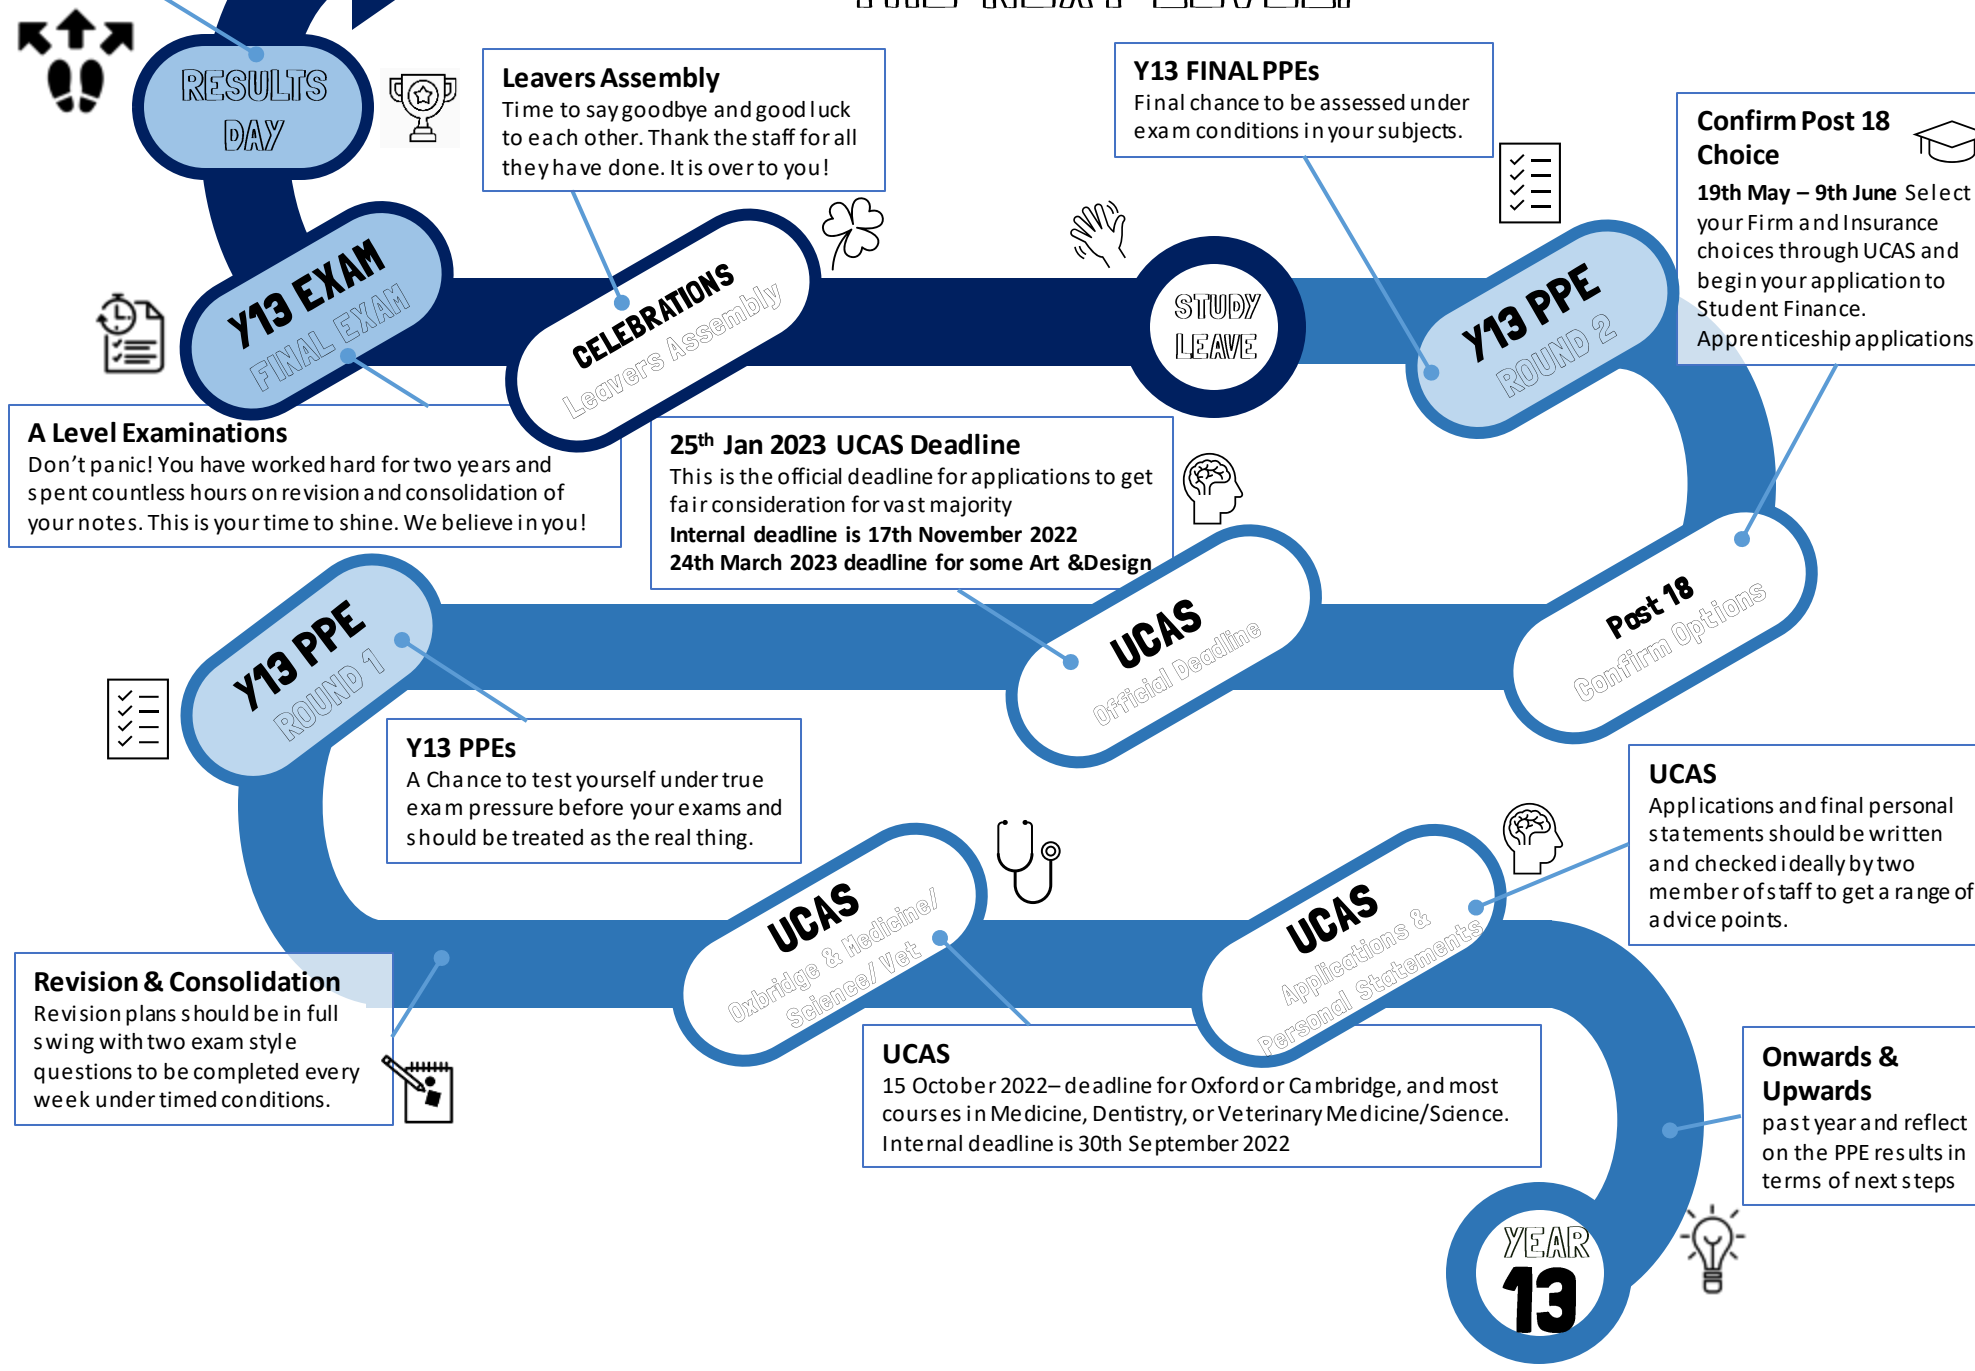 THE NEXT LEVEL!
RESULTS
DAY
Leavers Assembly
Time to say goodbye and good luck
to each other. Thank the staff for all
they have done. It is over to you!
Y13 FINAL PPEs
Final chance to be assessed under
exam conditions in your subjects.
Confirm Post 18
Choice
19th May – 9th June Select
your Firm and Insurance
choices through UCAS and
begin your application to
Student Finance.
Apprenticeship applications
Y13 EXAM
FINAL EXAM
CELEBRATIONS
Leavers Assembly
STUDY
LEAVE
Y13 PPE
ROUND 2
A Level Examinations
Don't panic! You have worked hard for two years and
spent countless hours on revision and consolidation of
your notes. This is your time to shine. We believe in you!
25th Jan 2023 UCAS Deadline
This is the official deadline for applications to get
fair consideration for vast majority
Internal deadline is 17th November 2022
24th March 2023 deadline for some Art &Design
Y13 PPE
ROUND 1
UCAS
Official Deadline
Post 18
Confirm Options
Y13 PPEs
A Chance to test yourself under true
exam pressure before your exams and
should be treated as the real thing.
UCAS
Applications and final personal
statements should be written
and checked ideally by two
member of staff to get a range of
advice points.
UCAS
Oxbridge & Medicine/
Science/ Vet
UCAS
Applications &
Personal Statements
Revision & Consolidation
Revision plans should be in full
swing with two exam style
questions to be completed every
week under timed conditions.
UCAS
15 October 2022– deadline for Oxford or Cambridge, and most
courses in Medicine, Dentistry, or Veterinary Medicine/Science.
Internal deadline is 30th September 2022
Onwards &
Upwards
past year and reflect
on the PPE results in
terms of next steps
YEAR
13